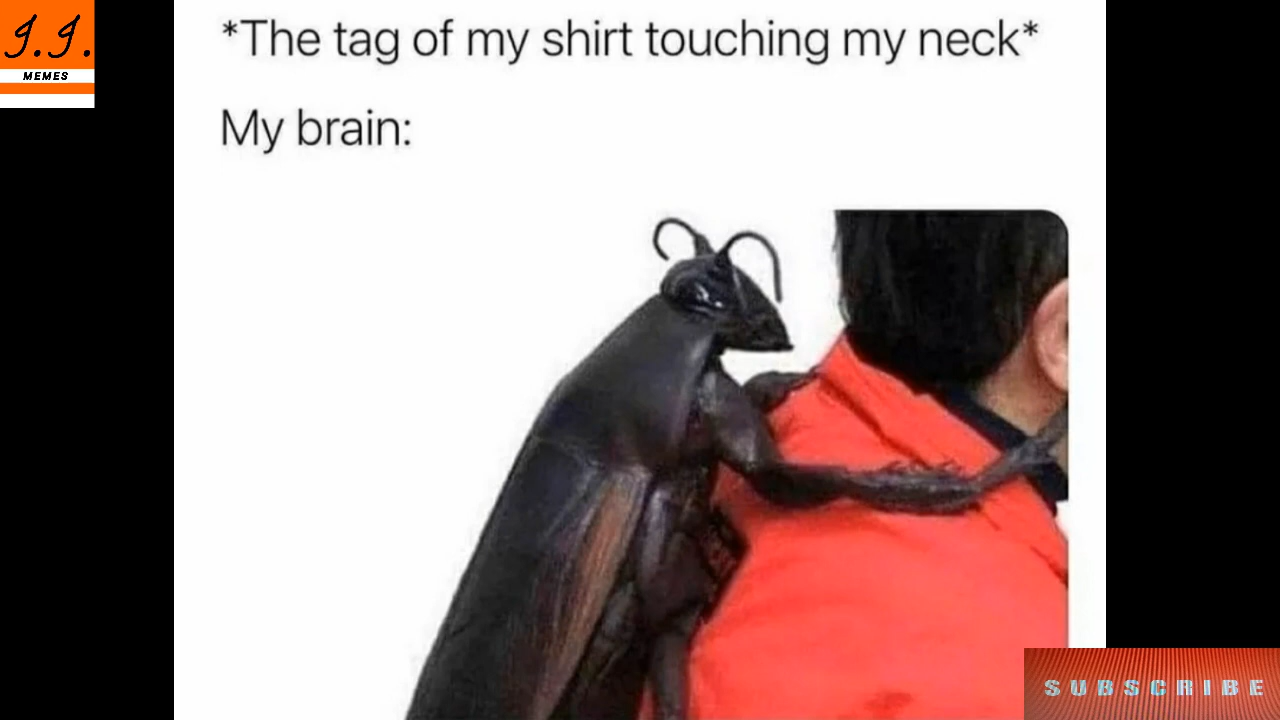 J.J.
MEMES
*The tag of my shirt touching my neck*
My brain:
SUBSCRIBE